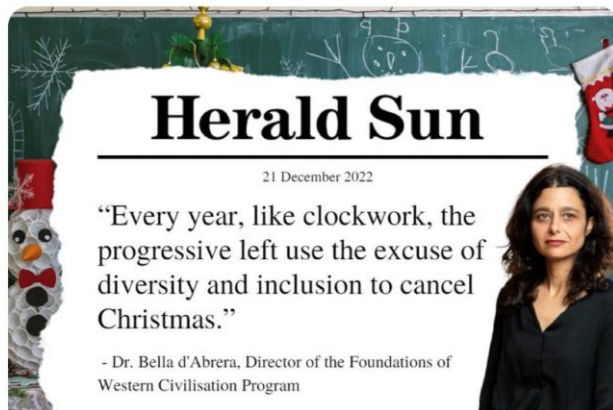 Herald Sun
21 December 2022
“Every year, like clockwork, the
progressive left use the excuse of
diversity and inclusion to cancel
Christmas.”
- Dr. Bella d'Abrera, Director of the Foundations of
Western Civilisation Program